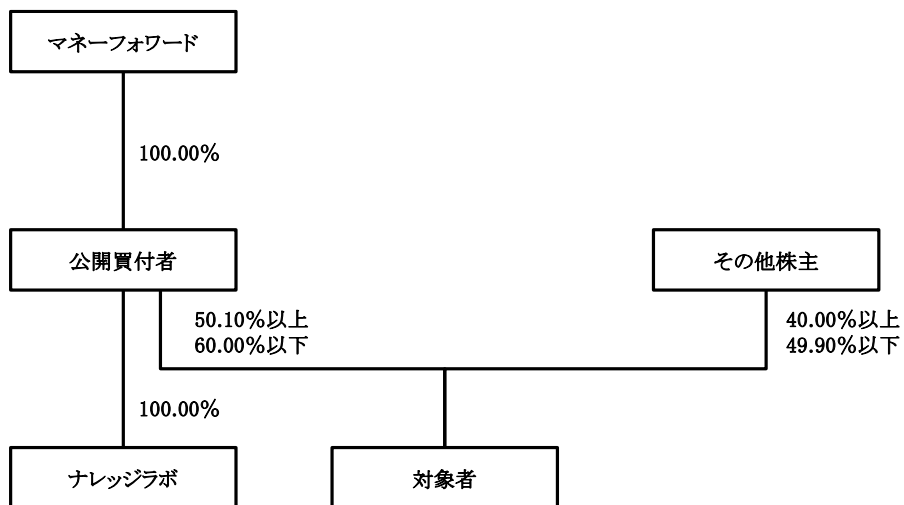 マネーフォワード
100.00%
公開買付者
その他株主
50.10%以上
60.00%以下
40.00%以上
49.90%以下
100.00%
ナレッジラボ
対象者